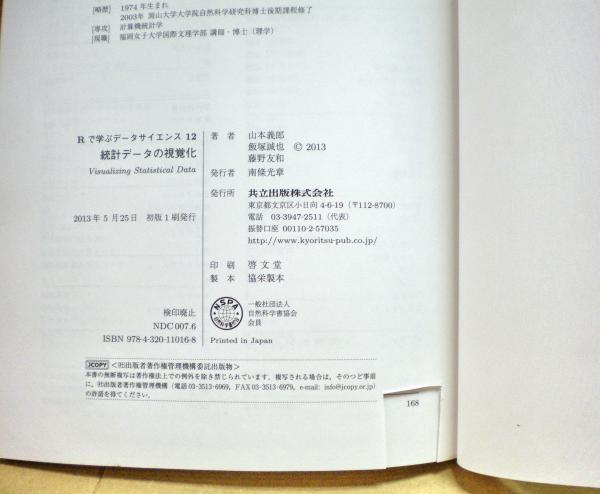 [略歴] 1974年生まれ
2003年 岡山大学大学院自然科学研究科博士後期課程修了
[専攻] 計算機統計学
[現職] 福岡女子大学国際文理学部 講師・博士（理学）
Rで学ぶデータサイエンス 12
統計データの視覚化
Visualizing Statistical Data
2013年5月25日 初版1刷発行
検印廃止
NDC 007.6
ISBN 978-4-320-11016-8
著 者 山本義郎
飯塚誠也 © 2013
藤野友和
発行者 南條光章
発行所 共立出版株式会社
東京都文京区小日向 4-6-19（〒112-8700）
電話 03-3947-2511（代表）
振替口座 00110-2-57035
http://www.kyoritsu-pub.co.jp/
印 刷 啓文堂
製 本 協栄製本
NSPA
一般社団法人
自然科学書協会
会員
Printed in Japan
JCOPY ＜㈳出版者著作権管理機構委託出版物＞
本書の無断複写は著作権法上での例外を除き禁じられています。複写される場合は，そのつど事前
に，㈳出版者著作権管理機構（電話 03-3513-6969，FAX 03-3513-6979，e-mail: info@jcopy.or.jp）
の許諾を得てください。
168